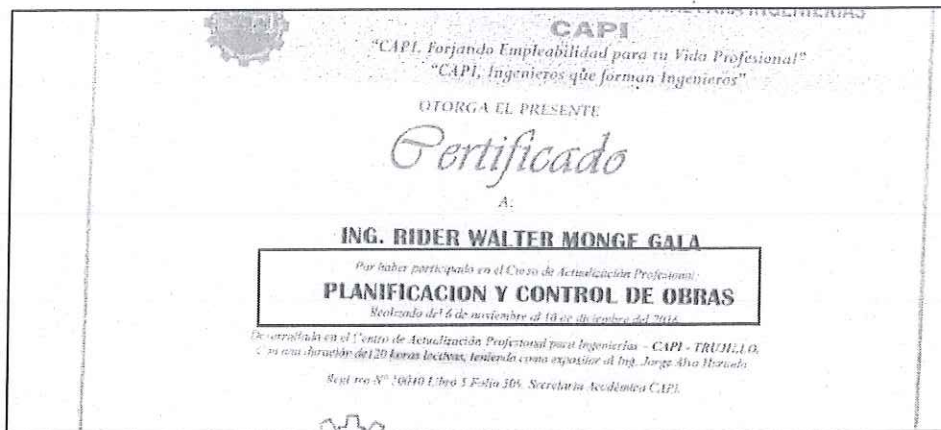 INGENIERIAS
CAPI
"CAPI, Forjando Empleabilidad para tu Vida Profesional"
"CAPI, Ingenieros que forman Ingenieros"
OTORGA EL PRESENTE
Certificado
A:
ING. RIDER WALTER MONGE GALA
Por haber participado en el Curso de Actualización Profesional:
PLANIFICACION Y CONTROL DE OBRAS
Realizado del 6 de noviembre al 10 de diciembre del 2016
Desarrollada en el Centro de Actualización Profesional para Ingenierías – CAPI - TRUJILLO,
con una duración de 120 horas lectivas, teniendo como expositor al Ing. Jorge Alva
Registro N° Libro 5 Folio Secretaría Académica CAPI.